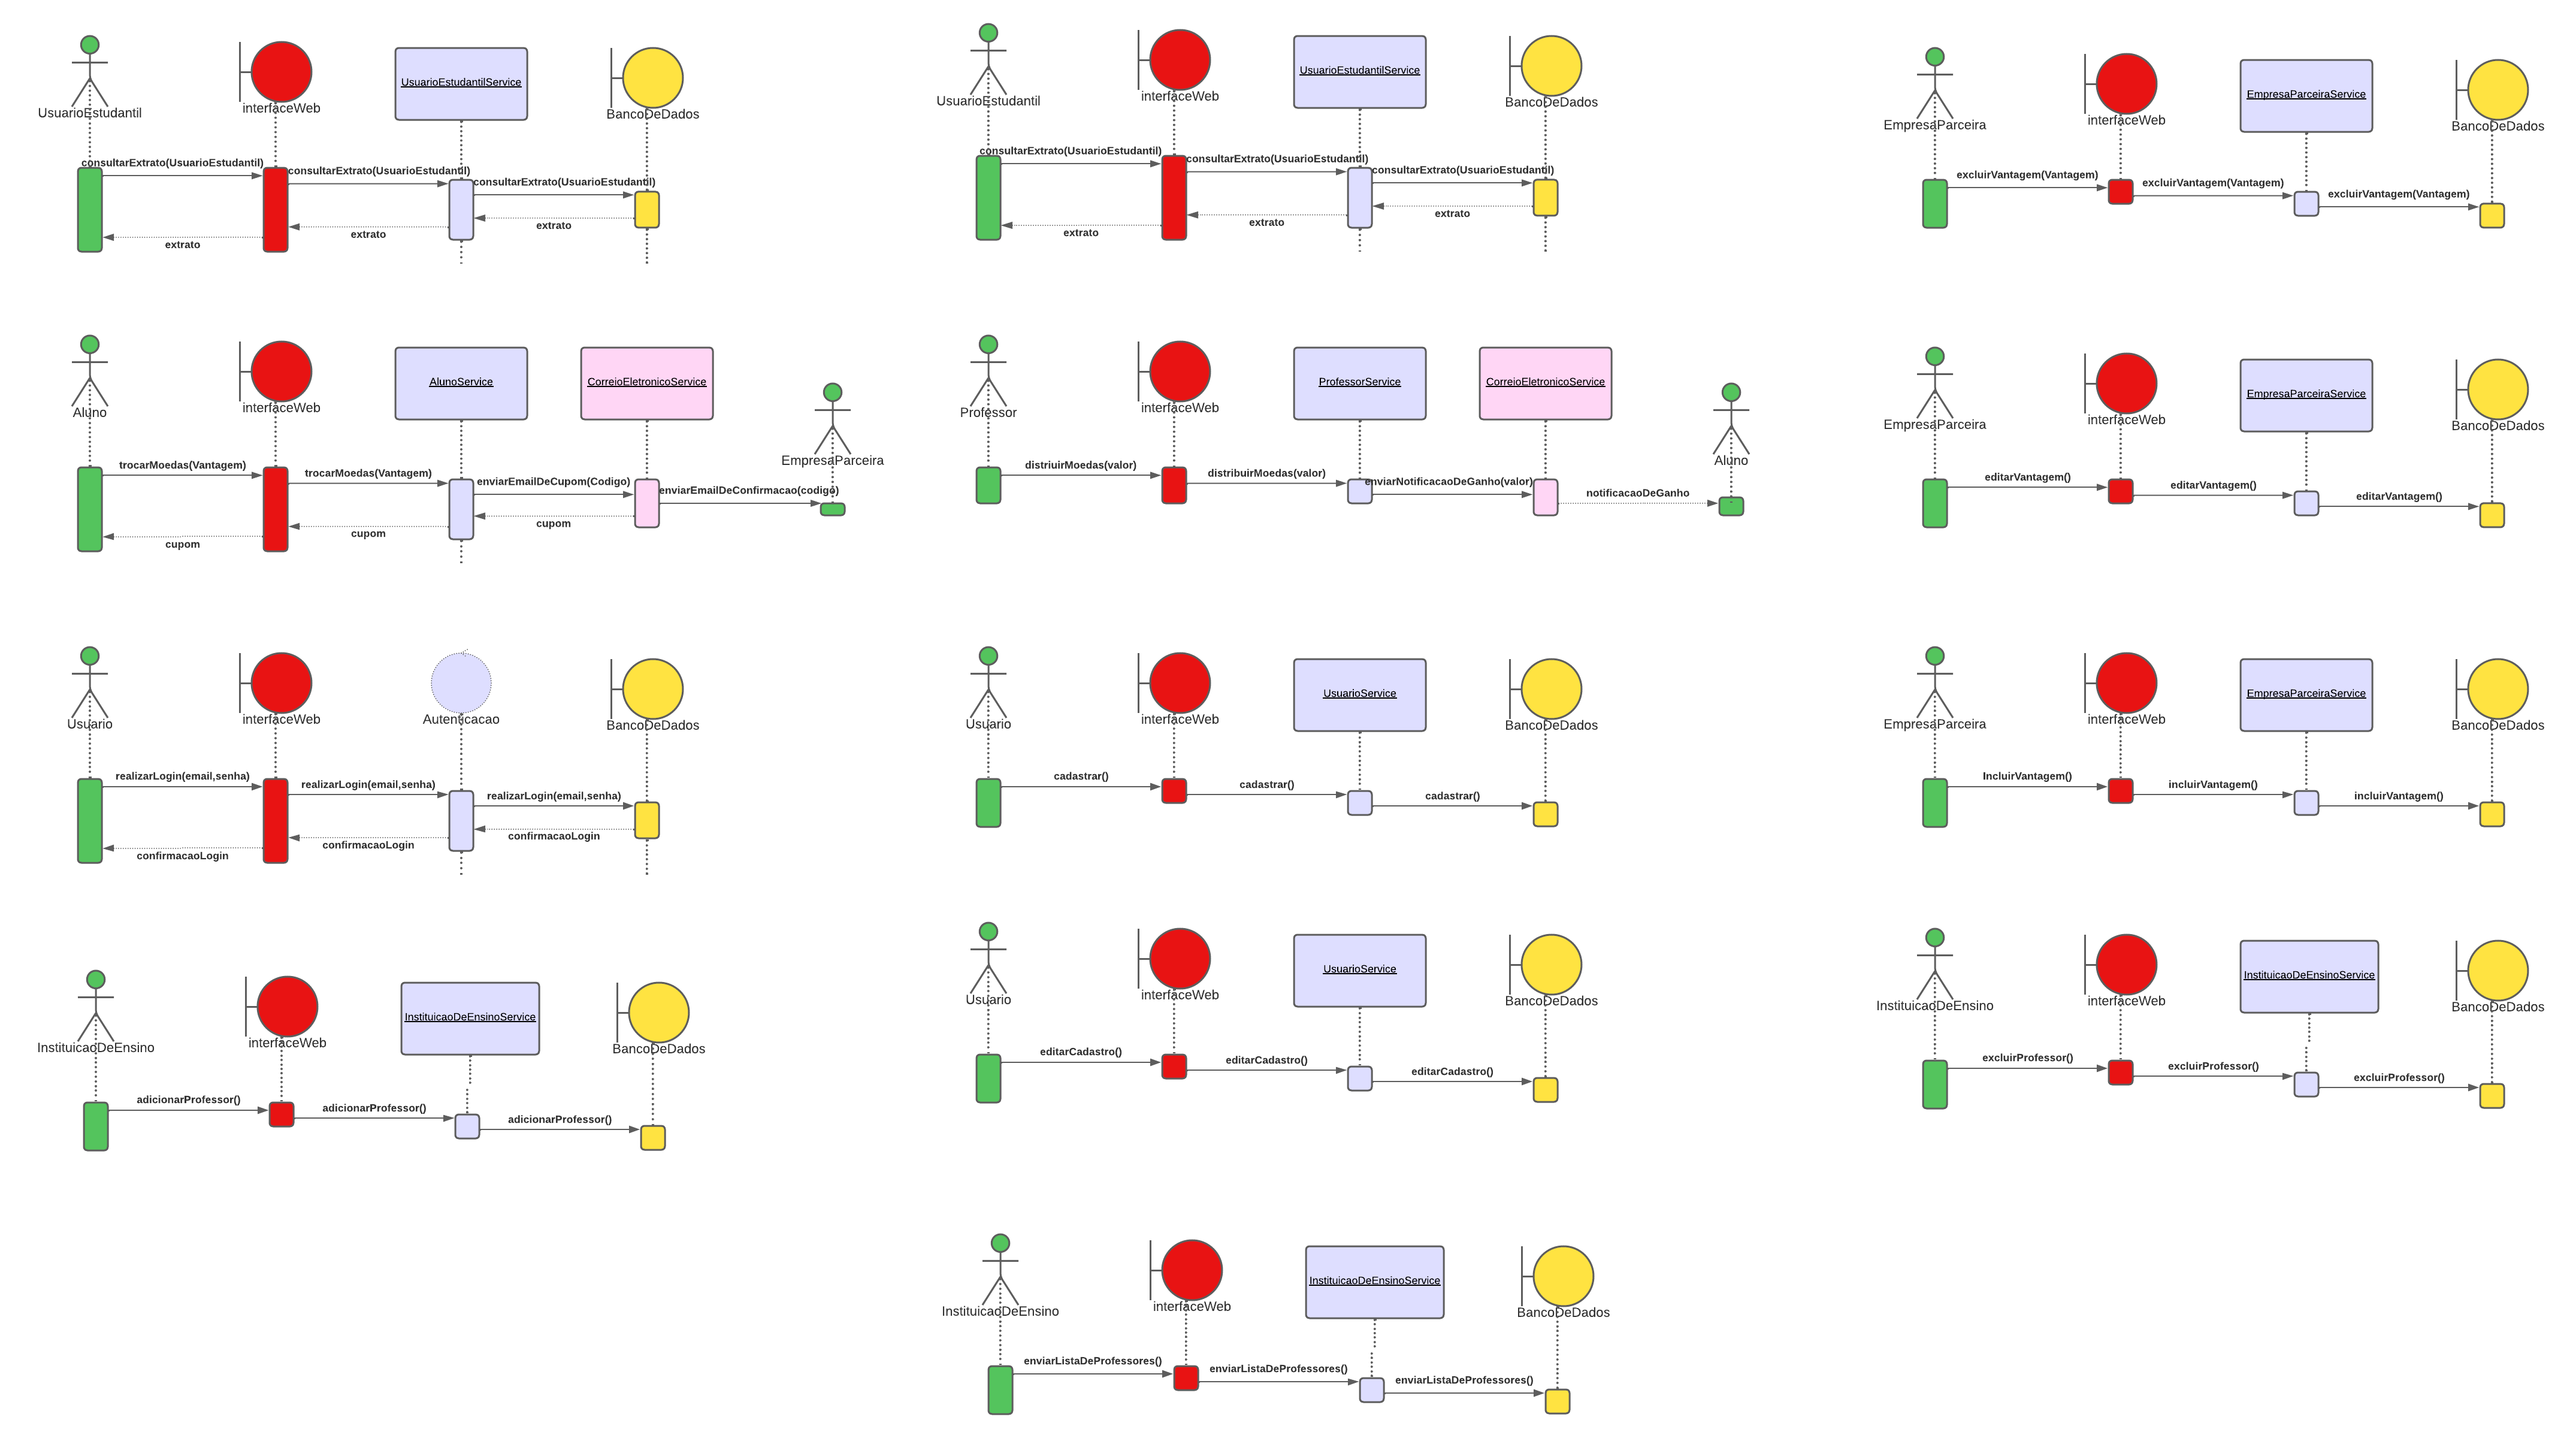 UsuarioEstudantil
interfaceWeb
UsuarioEstudantilService
BancoDeDados
consultarExtrato(UsuarioEstudantil)
consultarExtrato(UsuarioEstudantil)
consultarExtrato(UsuarioEstudantil)
extrato
extrato
extrato
UsuarioEstudantil
interfaceWeb
UsuarioEstudantilService
BancoDeDados
consultarExtrato(UsuarioEstudantil)
consultarExtrato(UsuarioEstudantil)
consultarExtrato(UsuarioEstudantil)
extrato
extrato
extrato
EmpresaParceira
interfaceWeb
EmpresaParceiraService
BancoDeDados
excluirVantagem(Vantagem)
excluirVantagem(Vantagem)
excluirVantagem(Vantagem)
Aluno
interfaceWeb
AlunoService
CorreioEletronicoService
EmpresaParceira
trocarMoedas(Vantagem)
trocarMoedas(Vantagem)
enviarEmailDeCupom(Codigo)
enviarEmailDeConfirmacao(codigo)
cupom
cupom
cupom
Professor
interfaceWeb
ProfessorService
CorreioEletronicoService
Aluno
distriuirMoedas(valor)
distribuirMoedas(valor)
enviarNotificacaoDeGanho(valor)
notificacaoDeGanho
EmpresaParceira
interfaceWeb
EmpresaParceiraService
BancoDeDados
editarVantagem()
editarVantagem()
editarVantagem()
Usuario
interfaceWeb
Autenticacao
BancoDeDados
realizarLogin(email,senha)
realizarLogin(email,senha)
realizarLogin(email,senha)
confirmacaoLogin
confirmacaoLogin
confirmacaoLogin
Usuario
interfaceWeb
UsuarioService
BancoDeDados
cadastrar()
cadastrar()
cadastrar()
EmpresaParceira
interfaceWeb
EmpresaParceiraService
BancoDeDados
IncluirVantagem()
incluirVantagem()
incluirVantagem()
InstituicaoDeEnsino
interfaceWeb
InstituicaoDeEnsinoService
BancoDeDados
adicionarProfessor()
adicionarProfessor()
adicionarProfessor()
Usuario
interfaceWeb
UsuarioService
BancoDeDados
editarCadastro()
editarCadastro()
editarCadastro()
InstituicaoDeEnsino
interfaceWeb
InstituicaoDeEnsinoService
BancoDeDados
excluirProfessor()
excluirProfessor()
excluirProfessor()
InstituicaoDeEnsino
interfaceWeb
InstituicaoDeEnsinoService
BancoDeDados
enviarListaDeProfessores()
enviarListaDeProfessores()
enviarListaDeProfessores()